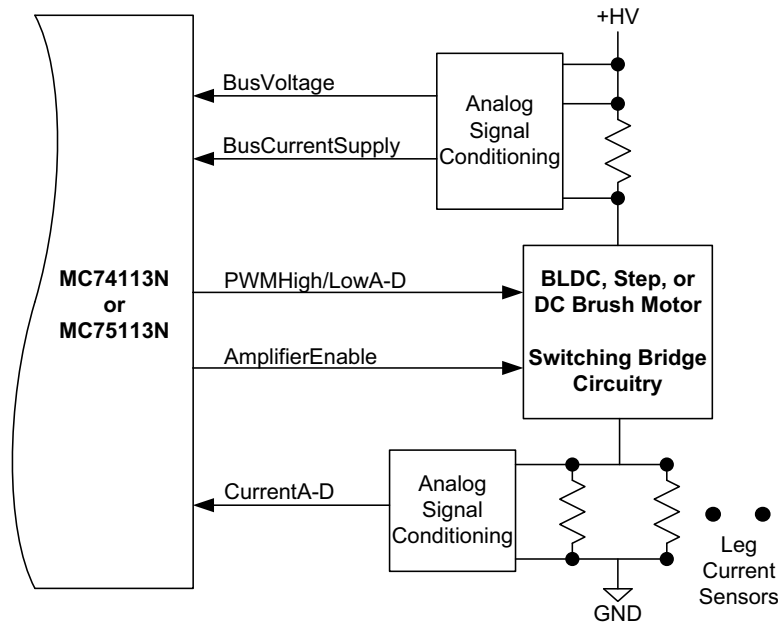 +HV
BusVoltage
Analog
Signal
Conditioning
BusCurrentSupply
MC74113N
or
MC75113N
PWMHigh/LowA-D
BLDC, Step, or
DC Brush Motor
AmplifierEnable
Switching Bridge
Circuitry
CurrentA-D
Analog
Signal
Conditioning
Leg
Current
Sensors
GND